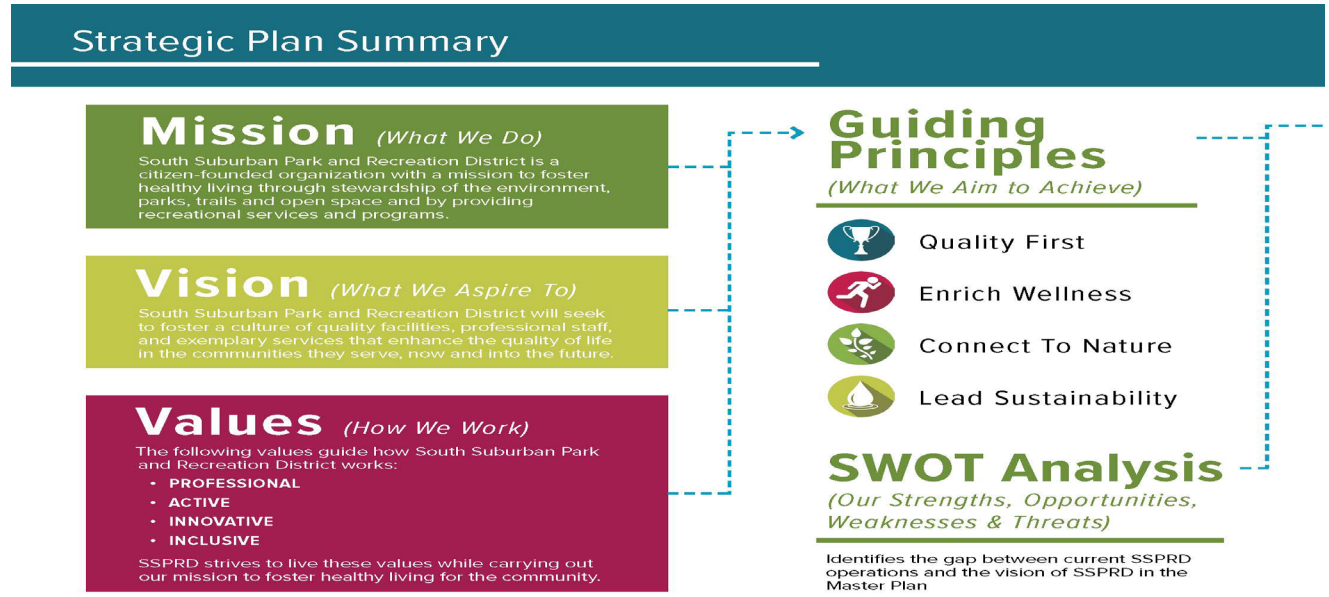 Strategic Plan Summary
Mission (What We Do)
South Suburban Park and Recreation District is a
citizen-founded organization with a mission to foster
healthy living through stewardship of the environment,
parks, trails and open space and by providing
recreational services and programs.
Vision (What We Aspire To)
South Suburban Park and Recreation District will seek
to foster a culture of quality facilities, professional staff,
and exemplary services that enhance the quality of life
in the communities they serve, now and into the future.
Values (How We Work)
The following values guide how South Suburban Park
and Recreation District works:
• PROFESSIONAL
• ACTIVE
• INNOVATIVE
• INCLUSIVE
SSPRD strives to live these values while carrying out
our mission to foster healthy living for the community.
Guiding
Principles
(What We Aim to Achieve)
Quality First
Enrich Wellness
Connect To Nature
Lead Sustainability
SWOT Analysis
(Our Strengths, Opportunities,
Weaknesses & Threats)
Identifies the gap between current SSPRD
operations and the vision of SSPRD in the
Master Plan